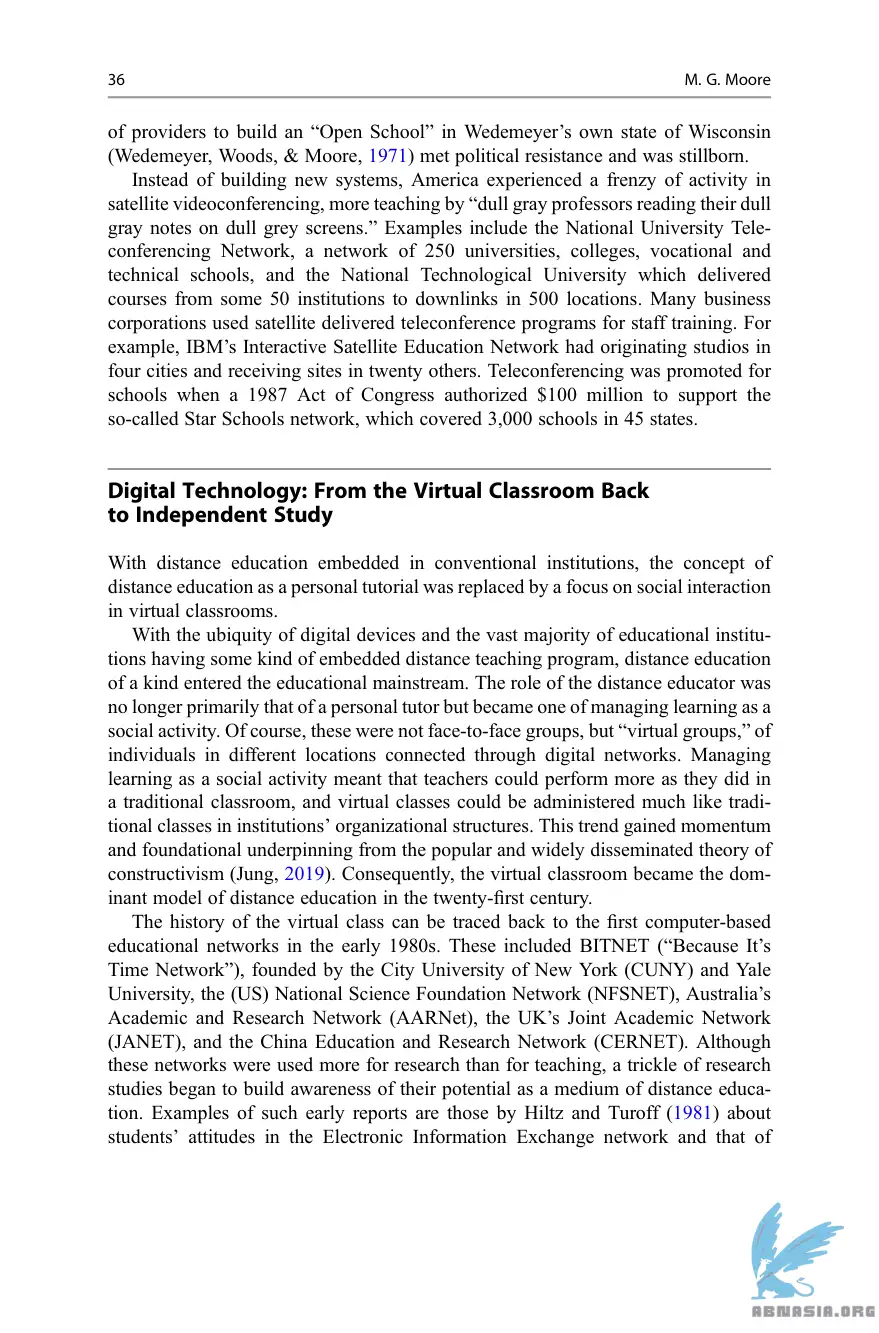 36
M. G. Moore
of providers to build an “Open School” in Wedemeyer’s own state of Wisconsin
(Wedemeyer, Woods, & Moore, 1971) met political resistance and was stillborn.
Instead of building new systems, America experienced a frenzy of activity in
satellite videoconferencing, more teaching by “dull gray professors reading their dull
gray notes on dull grey screens.” Examples include the National University Tele-
conferencing Network, a network of 250 universities, colleges, vocational and
technical schools, and the National Technological University which delivered
courses from some 50 institutions to downlinks in 500 locations. Many business
corporations used satellite delivered teleconference programs for staff training. For
example, IBM’s Interactive Satellite Education Network had originating studios in
four cities and receiving sites in twenty others. Teleconferencing was promoted for
schools when a 1987 Act of Congress authorized $100 million to support the
so-called Star Schools network, which covered 3,000 schools in 45 states.
Digital Technology: From the Virtual Classroom Back
to Independent Study
With distance education embedded in conventional institutions, the concept of
distance education as a personal tutorial was replaced by a focus on social interaction
in virtual classrooms.
With the ubiquity of digital devices and the vast majority of educational institu-
tions having some kind of embedded distance teaching program, distance education
of a kind entered the educational mainstream. The role of the distance educator was
no longer primarily that of a personal tutor but became one of managing learning as a
social activity. Of course, these were not face-to-face groups, but “virtual groups,” of
individuals in different locations connected through digital networks. Managing
learning as a social activity meant that teachers could perform more as they did in
a traditional classroom, and virtual classes could be administered much like tradi-
tional classes in institutions’ organizational structures. This trend gained momentum
and foundational underpinning from the popular and widely disseminated theory of
constructivism (Jung, 2019). Consequently, the virtual classroom became the dom-
inant model of distance education in the twenty-first century.
The history of the virtual class can be traced back to the first computer-based
educational networks in the early 1980s. These included BITNET (“Because It’s
Time Network”), founded by the City University of New York (CUNY) and Yale
University, the (US) National Science Foundation Network (NFSNET), Australia’s
Academic and Research Network (AARNet), the UK’s Joint Academic Network
(JANET), and the China Education and Research Network (CERNET). Although
these networks were used more for research than for teaching, a trickle of research
studies began to build awareness of their potential as a medium of distance educa-
tion. Examples of such early reports are those by Hiltz and Turoff (1981) about
students’ attitudes in the Electronic Information Exchange network and that of
ABNASIA.ORG